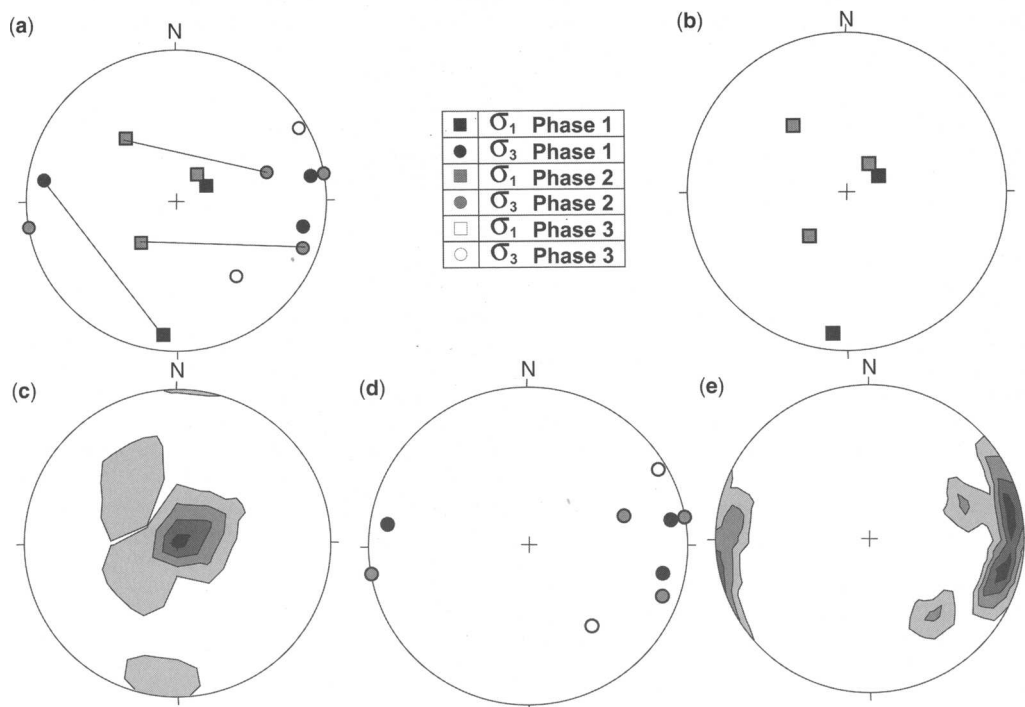 (a)
N
(b)
N
σ1 Phase 1
σ3 Phase 1
σ1 Phase 2
σ3 Phase 2
σ1 Phase 3
σ3 Phase 3
(c)
N
(d)
N
(e)
N